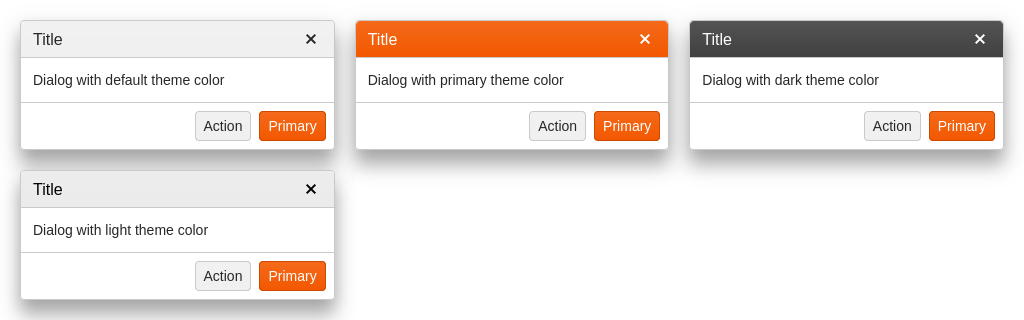 Title
Dialog with default theme color
Action Primary
Title
Dialog with primary theme color
Action Primary
Title
Dialog with dark theme color
Action Primary
Title
Dialog with light theme color
Action Primary